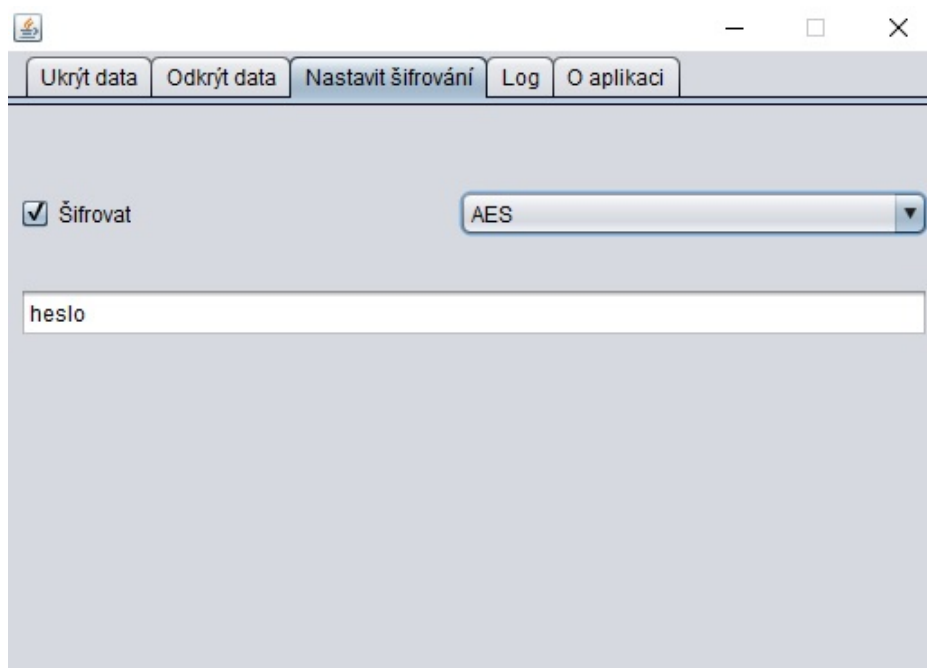 Ukrýt data Odkrýt data Nastavit šifrování Log O aplikaci
Šifrovat AES
heslo